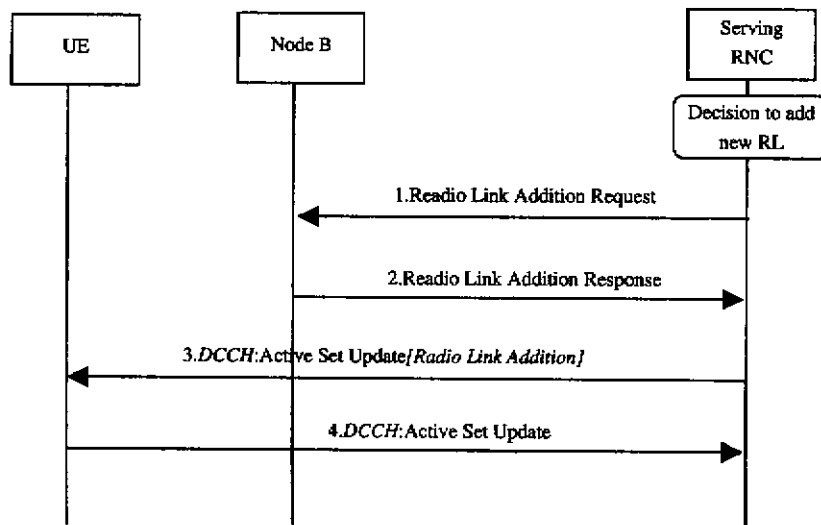 UE
Node B
Serving
RNC
Decision to add
new RL
1.Readio Link Addition Request
2.Readio Link Addition Response
3.DCCH:Active Set Update[Radio Link Addition]
4.DCCH:Active Set Update